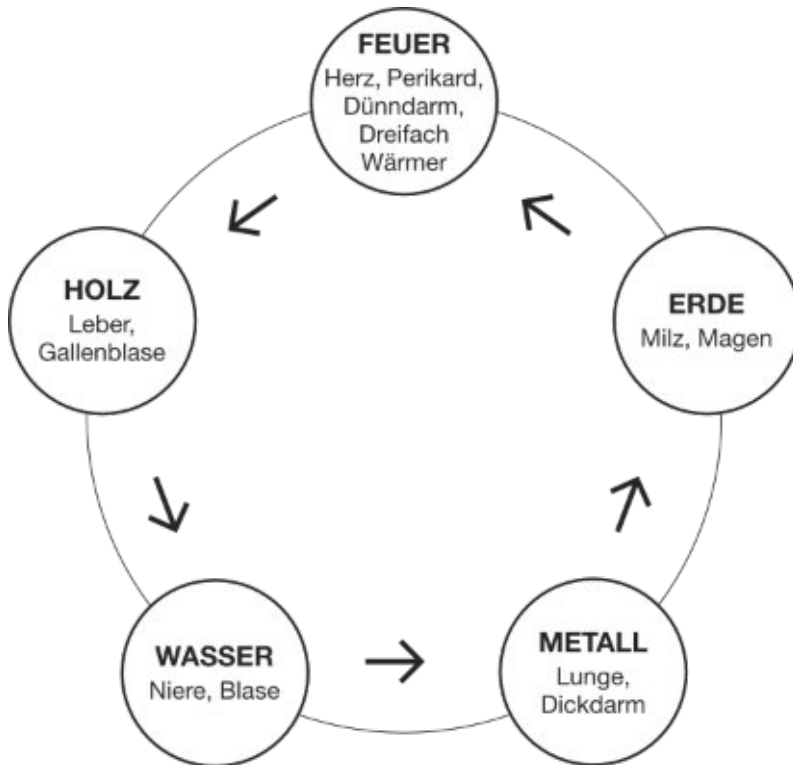 FEUER
Herz, Perikard,
Dünndarm,
Dreifach
Wärmer
HOLZ
Leber,
Gallenblase
ERDE
Milz, Magen
WASSER
Niere, Blase
METALL
Lunge,
Dickdarm